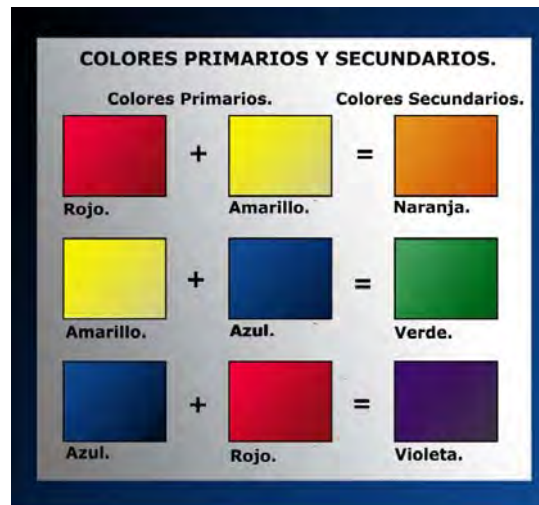 COLORES PRIMARIOS Y SECUNDARIOS.
Colores Primarios. Colores Secundarios.
+ =
Rojo. Amarillo. Naranja.
+ =
Amarillo. Azul. Verde.
+ =
Azul. Rojo. Violeta.